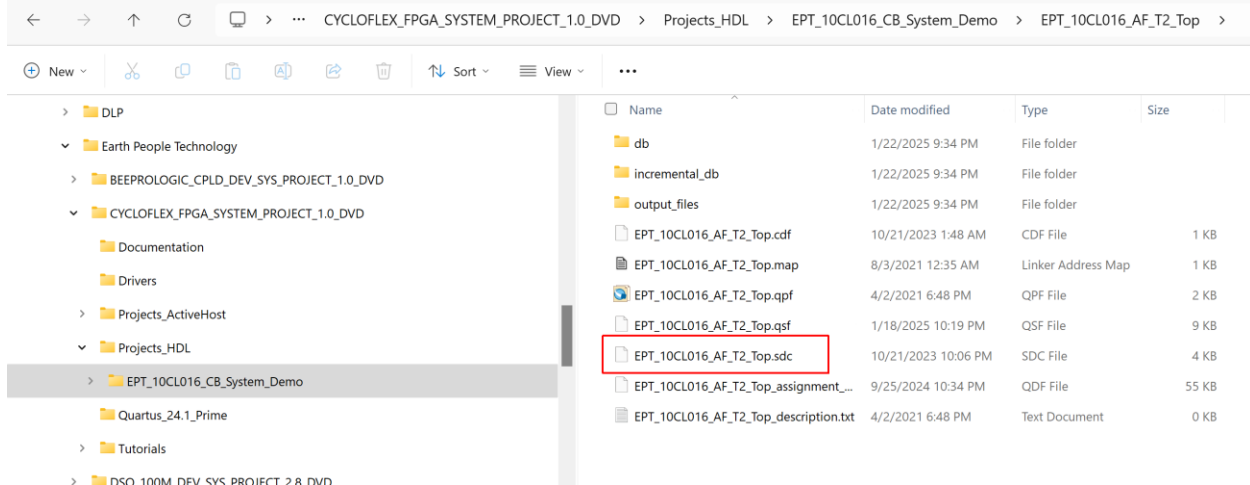 CYCLOFLEX_FPGA_SYSTEM_PROJECT_1.0_DVD > Projects_HDL > EPT_10CL016_CB_System_Demo > EPT_10CL016_AF_T2_Top >
New Sort View
DLP
Earth People Technology
BEEPROLOGIC_CPLD_DEV_SYS_PROJECT_1.0_DVD
CYCLOFLEX_FPGA_SYSTEM_PROJECT_1.0_DVD
Documentation
Drivers
Projects_ActiveHost
Projects_HDL
EPT_10CL016_CB_System_Demo
Quartus_24.1_Prime
Tutorials
DSO_100M_DEV_SYS_PROJECT_2.8_DVD
Name Date modified Type Size
db 1/22/2025 9:34 PM File folder
incremental_db 1/22/2025 9:34 PM File folder
output_files 1/22/2025 9:34 PM File folder
EPT_10CL016_AF_T2_Top.cdf 10/21/2023 1:48 AM CDF File 1 KB
EPT_10CL016_AF_T2_Top.map 8/3/2021 12:35 AM Linker Address Map 1 KB
EPT_10CL016_AF_T2_Top.qpf 4/2/2021 6:48 PM QPF File 2 KB
EPT_10CL016_AF_T2_Top.qsf 1/18/2025 10:19 PM QSF File 9 KB
EPT_10CL016_AF_T2_Top.sdc 10/21/2023 10:06 PM SDC File 4 KB
EPT_10CL016_AF_T2_Top_assignment_... 9/25/2024 10:34 PM QDF File 55 KB
EPT_10CL016_AF_T2_Top_description.txt 4/2/2021 6:48 PM Text Document 0 KB